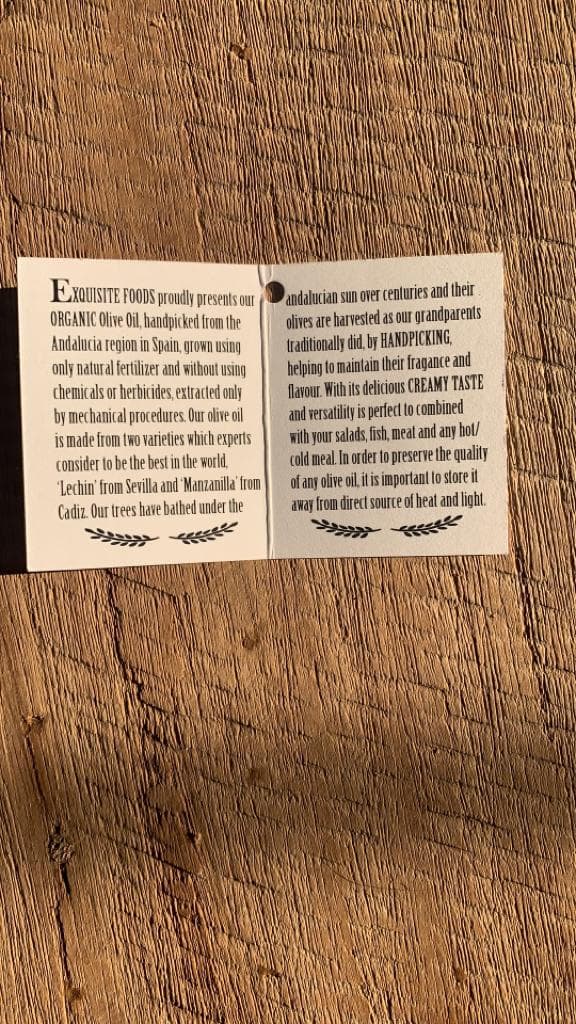 EXQUISITE FOODS proudly presents our
ORGANIC Olive Oil, handpicked from the
Andalucia region in Spain, grown using
only natural fertilizer and without using
chemicals or herbicides, extracted only
by mechanical procedures. Our olive oil
is made from two varieties which experts
consider to be the best in the world,
'Lechin' from Sevilla and 'Manzanilla' from
Cadiz. Our trees have bathed under the
andalucian sun over centuries and their
olives are harvested as our grandparents
traditionally did, by HANDPICKING,
helping to maintain their fragance and
flavour. With its delicious CREAMY TASTE
and versatility is perfect to combined
with your salads, fish, meat and any hot/
cold meal. In order to preserve the quality
of any olive oil, it is important to store it
away from direct source of heat and light.